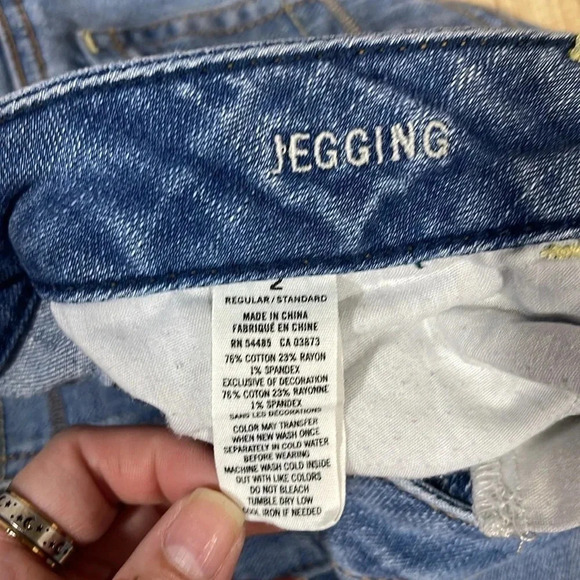 JEGGING
2
REGULAR/STANDARD
MADE IN CHINA
FABRIQUÉ EN CHINE
RN 54485 CA 03873
76% COTTON 23% RAYON
1% SPANDEX
EXCLUSIVE OF DECORATION
76% COTON 23% RAYONNE
1% SPANDEX
SANS LES DÉCORATIONS
COLOR MAY TRANSFER
WHEN NEW WASH ONCE
SEPARATELY IN COLD WATER
BEFORE WEARING
MACHINE WASH COLD INSIDE
OUT WITH LIKE COLORS
DO NOT BLEACH
TUMBLE DRY LOW
COOL IRON IF NEEDED